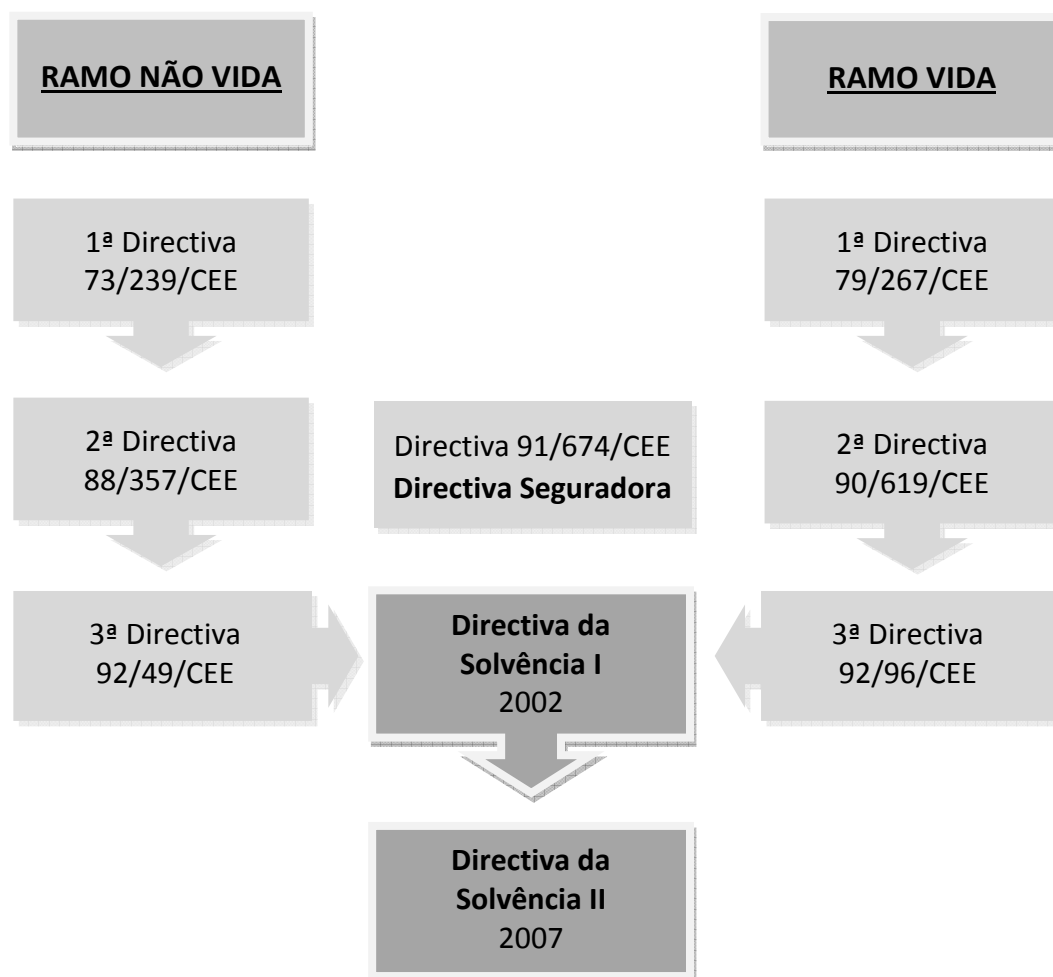 RAMO NÃO VIDA
RAMO VIDA
1ª Directiva
73/239/CEE
1ª Directiva
79/267/CEE
2ª Directiva
88/357/CEE
Directiva 91/674/CEE
Directiva Seguradora
2ª Directiva
90/619/CEE
3ª Directiva
92/49/CEE
Directiva da
Solvência I
2002
3ª Directiva
92/96/CEE
Directiva da
Solvência II
2007